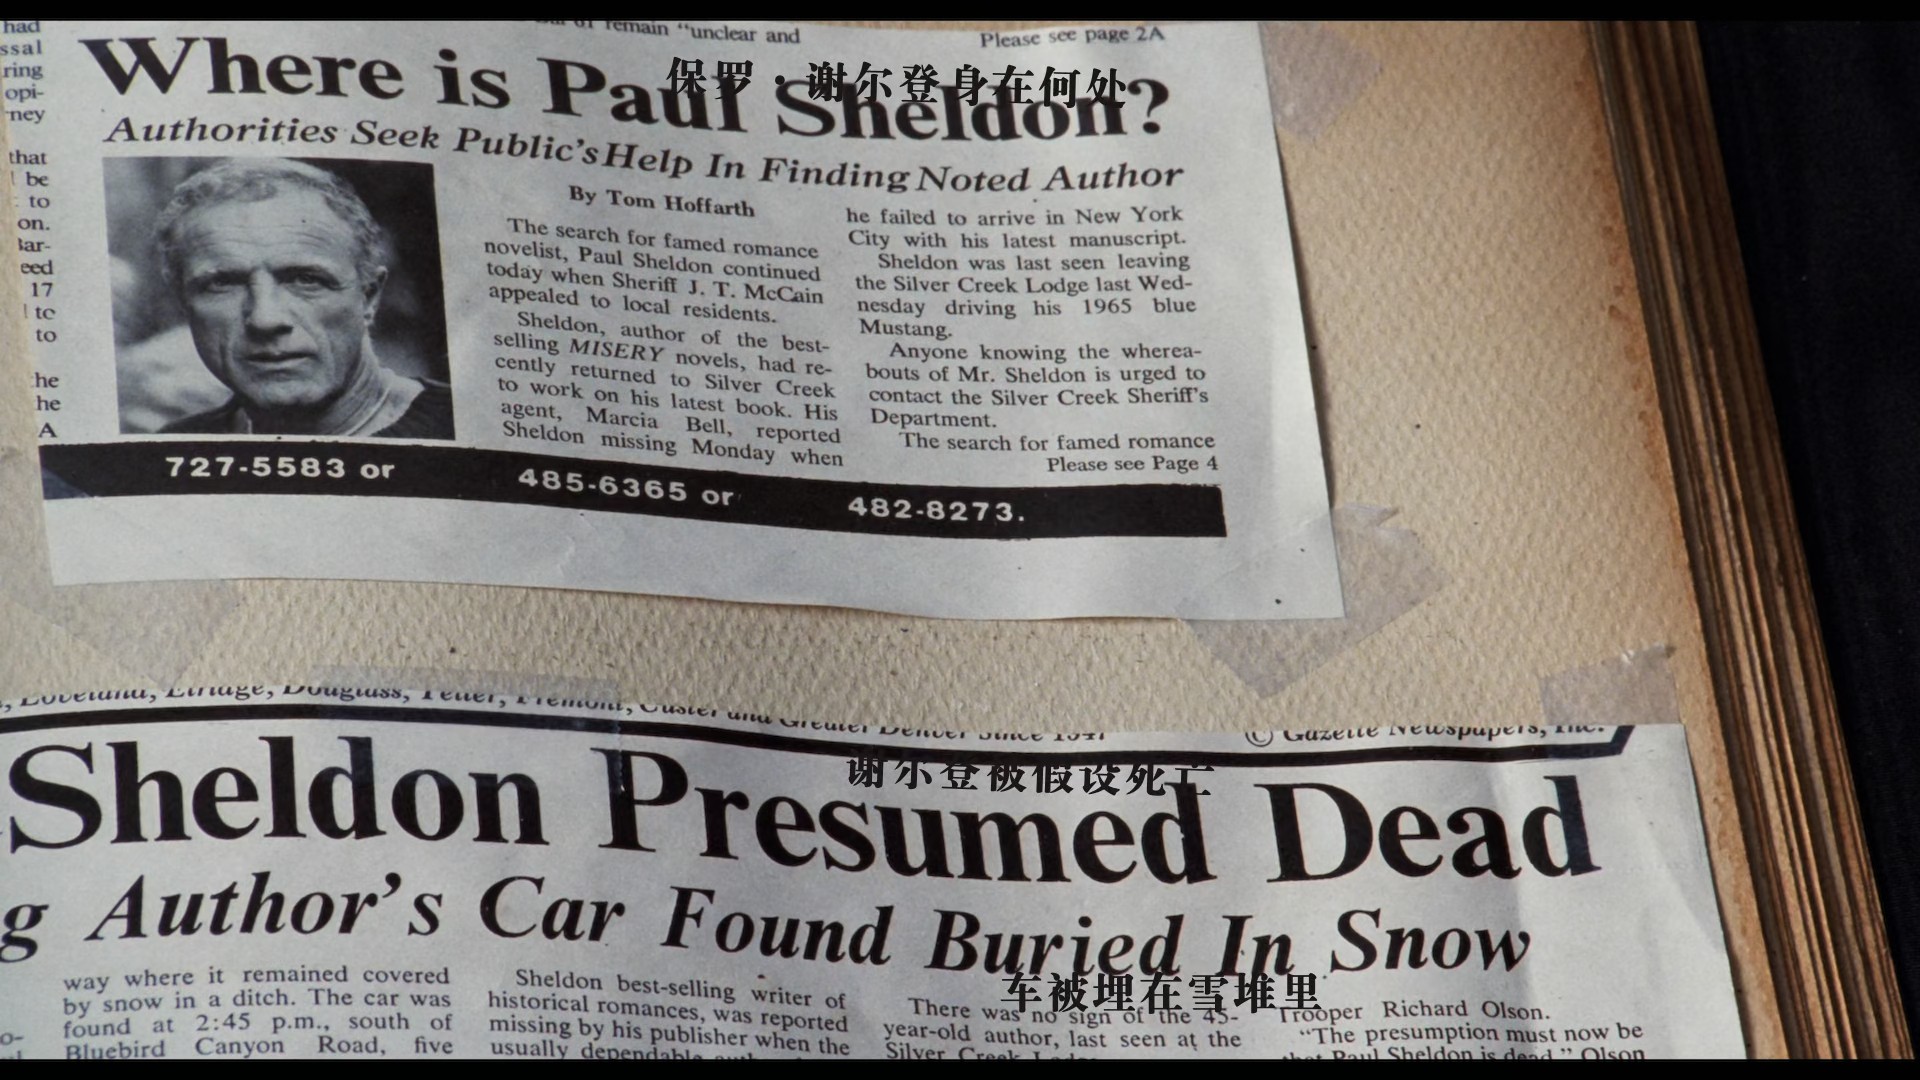 had
ssal
ring
opi-
ney
that
be
to
on.
lar-
eed
17
to
to
he
he
A
remain "unclear and
Please see page 2A
Where is Paul Sheldon?
保罗·谢尔登身在何处
Authorities Seek Public's Help In Finding Noted Author
By Tom Hoffarth
The search for famed romance
novelist, Paul Sheldon continued
today when Sheriff J. T. McCain
appealed to local residents.
Sheldon, author of the best-
selling MISERY novels, had re-
cently returned to Silver Creek
to work on his latest book. His
agent, Marcia Bell, reported
Sheldon missing Monday when
he failed to arrive in New York
City with his latest manuscript.
Sheldon was last seen leaving
the Silver Creek Lodge last Wed-
nesday driving his 1965 blue
Mustang.
Anyone knowing the wherea-
bouts of Mr. Sheldon is urged to
contact the Silver Creek Sheriff's
Department.
The search for famed romance
Please see Page 4
727-5583 or 485-6365 or 482-8273.
Loveland, Elridge, Douglass, Teller, Fremont, Custer and Greater Denver Since 1947
© Gazette Newspapers, Inc.
谢尔登被假设死亡
Sheldon Presumed Dead
g Author's Car Found Buried In Snow
车被埋在雪堆里
way where it remained covered
by snow in a ditch. The car was
found at 2:45 p.m., south of
Bluebird Canyon Road, five
Sheldon best-selling writer of
historical romances, was reported
missing by his publisher when the
usually dependable
There was no sign of the 45-
year-old author, last seen at the
Silver Creek
Trooper Richard Olson.
"The presumption must now be
that Paul Sheldon is dead," Olson